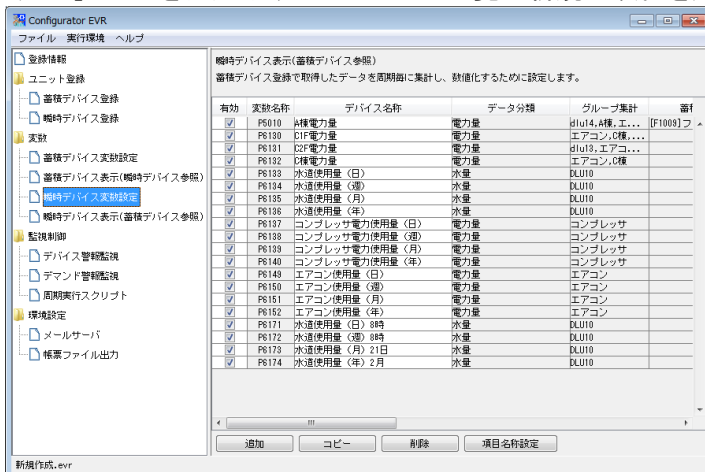 Configurator EVR
ファイル 実行環境 ヘルプ
登録情報
ユニット登録
蓄積デバイス登録
瞬時デバイス登録
変数
蓄積デバイス変数設定
蓄積デバイス表示(瞬時デバイス参照)
瞬時デバイス変数設定
瞬時デバイス表示(蓄積デバイス参照)
監視制御
デバイス警報監視
デマンド警報監視
周期実行スクリプト
環境設定
メールサーバ
帳票ファイル出力
瞬時デバイス表示(蓄積デバイス参照)
蓄積デバイス登録で取得したデータを周期毎に集計し、数値化するために設定します。
有効 変数名称 デバイス名称 データ分類 グループ集計 蓄積
P5010 A棟電力量 電力量 dlu14,A棟,エ... [F1009]フ
P6130 C1F電力量 電力量 エアコン,C棟,...
P6131 C2F電力量 電力量 dlu13,エアコ...
P6132 C棟電力量 電力量 エアコン,C棟
P6133 水道使用量（日） 水量 DLU10
P6134 水道使用量（週） 水量 DLU10
P6135 水道使用量（月） 水量 DLU10
P6136 水道使用量（年） 水量 DLU10
P6137 コンプレッサ電力使用量（日） 電力量 コンプレッサ
P6138 コンプレッサ電力使用量（週） 電力量 コンプレッサ
P6139 コンプレッサ電力使用量（月） 電力量 コンプレッサ
P6140 コンプレッサ電力使用量（年） 電力量 コンプレッサ
P6149 エアコン使用量（日） 電力量 エアコン
P6150 エアコン使用量（週） 電力量 エアコン
P6151 エアコン使用量（月） 電力量 エアコン
P6152 エアコン使用量（年） 電力量 エアコン
P6171 水道使用量（日）8時 水量 DLU10
P6172 水道使用量（週）8時 水量 DLU10
P6173 水道使用量（月）21日 水量 DLU10
P6174 水道使用量（年）2月 水量 DLU10
追加 コピー 削除 項目名称設定
新規作成.evr